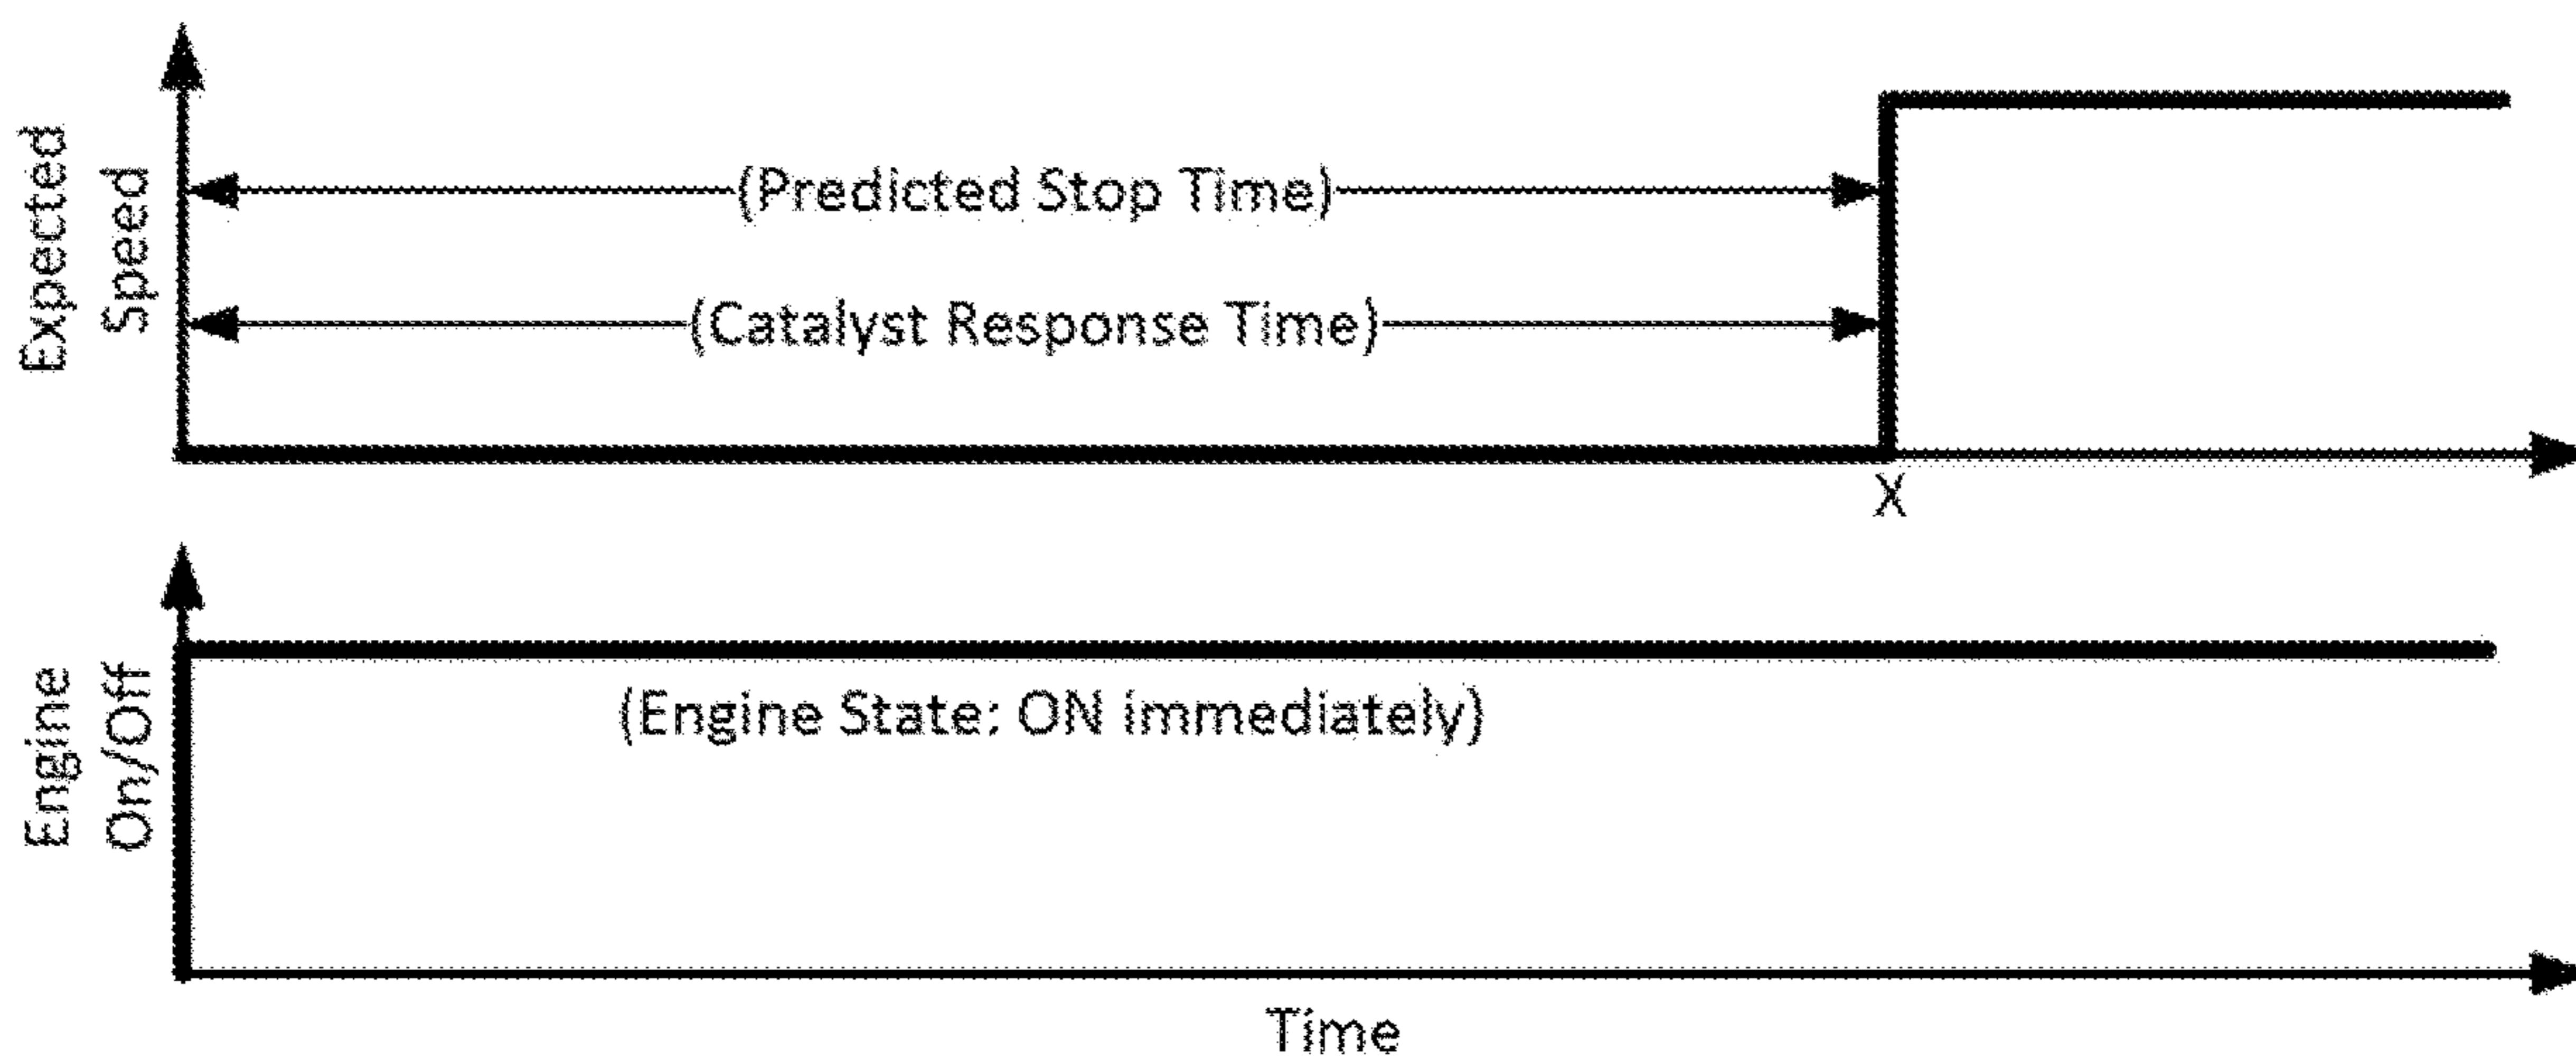 Expected
Speed
(Predicted Stop Time)
(Catalyst Response Time)
X
Engine
On/Off
(Engine State: ON immediately)
Time